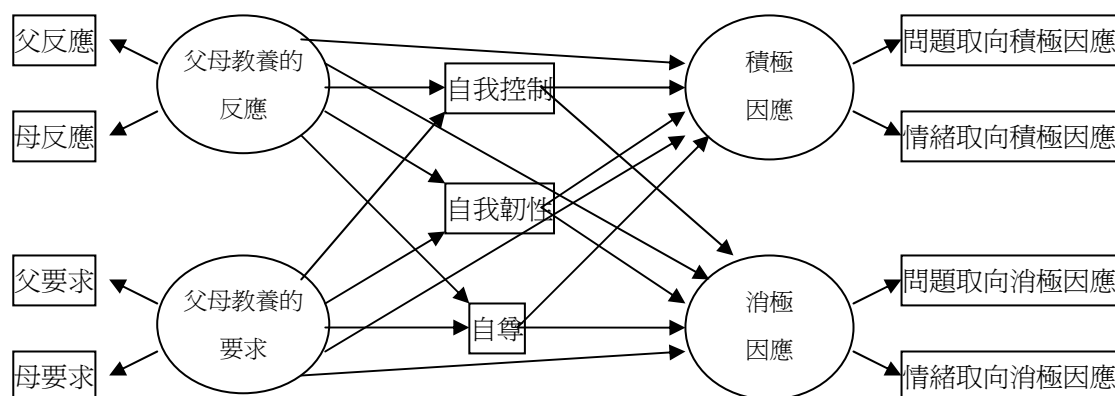 父反應
父母教養的
反應
母反應
自我控制
積極
因應
問題取向積極因應
情緒取向積極因應
自我韌性
父要求
父母教養的
要求
母要求
自尊
消極
因應
問題取向消極因應
情緒取向消極因應